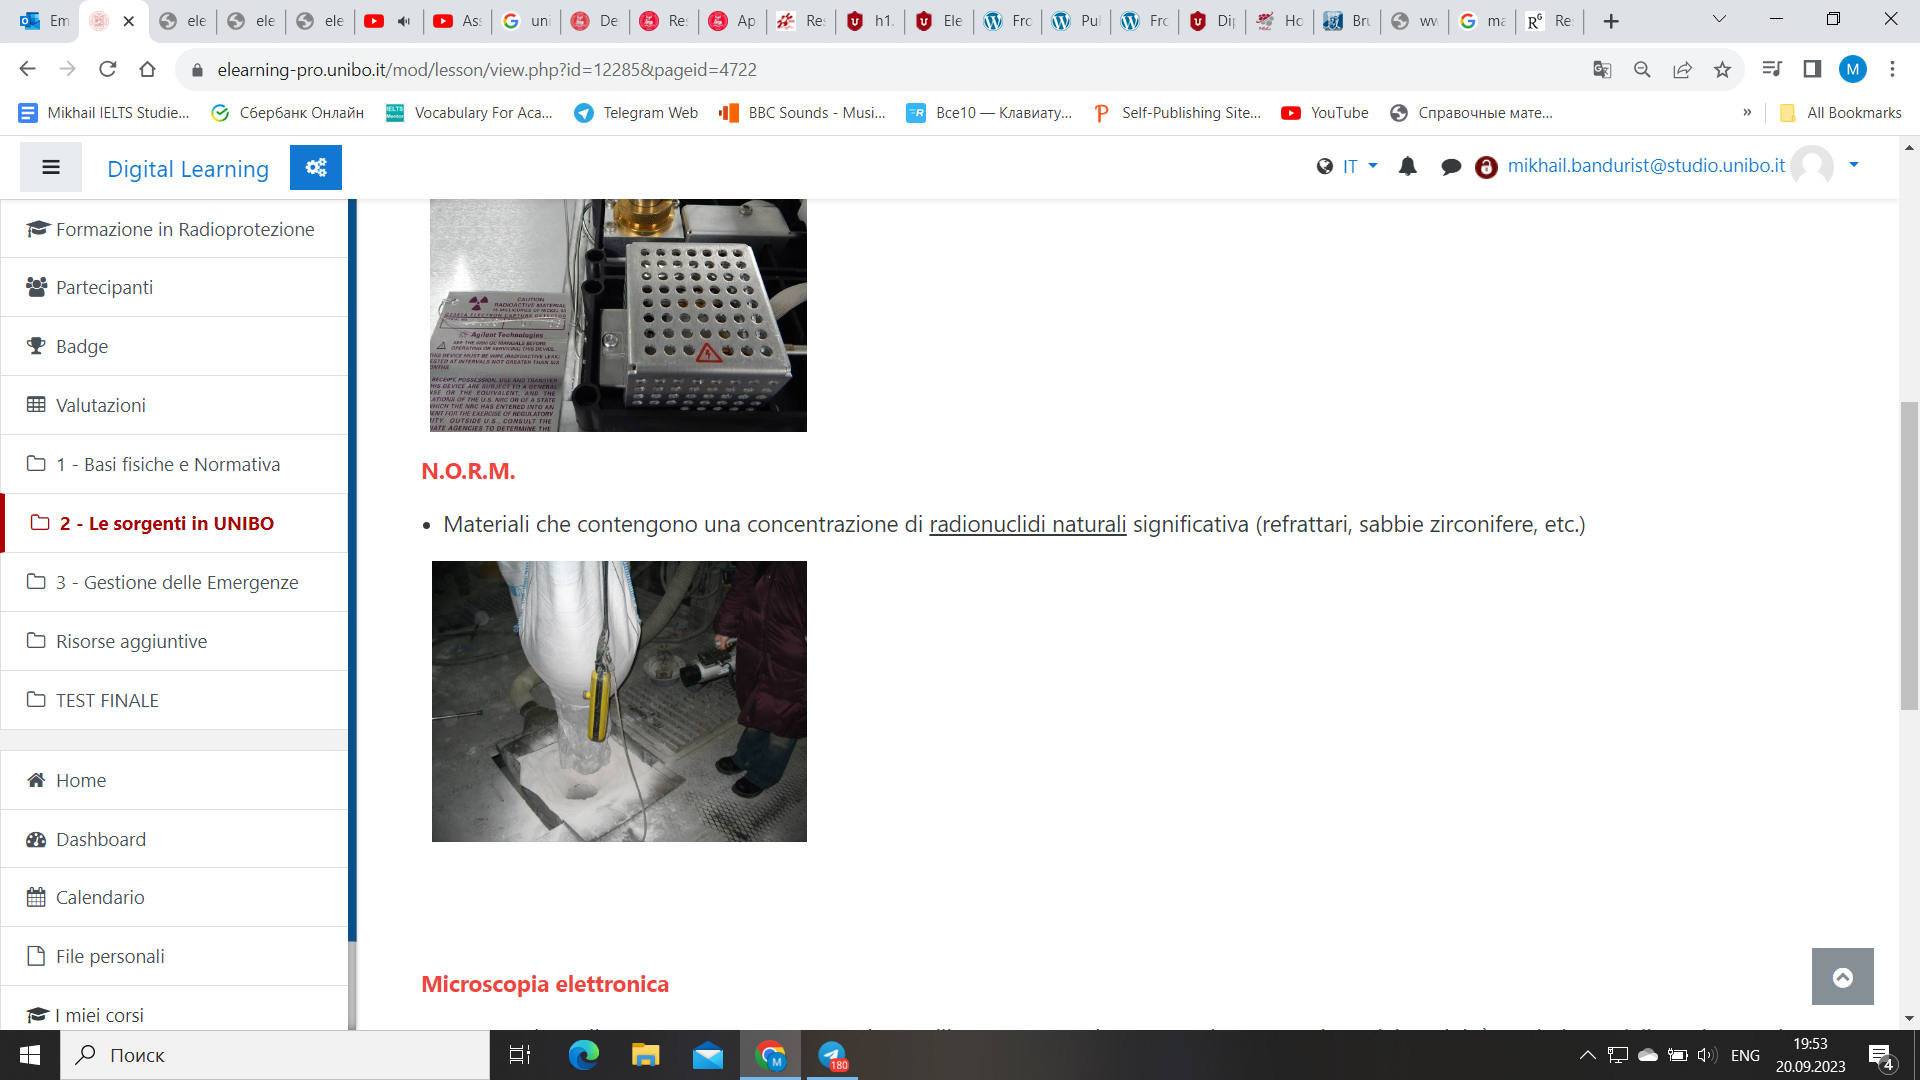 Em
ele
ele
ele
Ass
uni
De
Res
Ap
Res
h1.
Ele
Fro
Pul
Fro
Dip
Ho
Bru
ww
ma
Re
elearning-pro.unibo.it/mod/lesson/view.php?id=12285&pageid=4722
M
Mikhail IELTS Studie...
Сбербанк Онлайн
Vocabulary For Aca...
Telegram Web
BBC Sounds - Musi...
Все10 — Клавиату...
Self-Publishing Site...
YouTube
Справочные мате...
»
All Bookmarks
Digital Learning
IT
mikhail.bandurist@studio.unibo.it
Formazione in Radioprotezione
Partecipanti
Badge
Valutazioni
1 - Basi fisiche e Normativa
2 - Le sorgenti in UNIBO
3 - Gestione delle Emergenze
Risorse aggiuntive
TEST FINALE
Home
Dashboard
Calendario
File personali
I miei corsi
CAUTION
RADIOACTIVE MATERIAL
Agilent Technologies
N.O.R.M.
• Materiali che contengono una concentrazione di radionuclidi naturali significativa (refrattari, sabbie zirconifere, etc.)
Microscopia elettronica
Поиск
M
180
ENG
19:53
20.09.2023
4